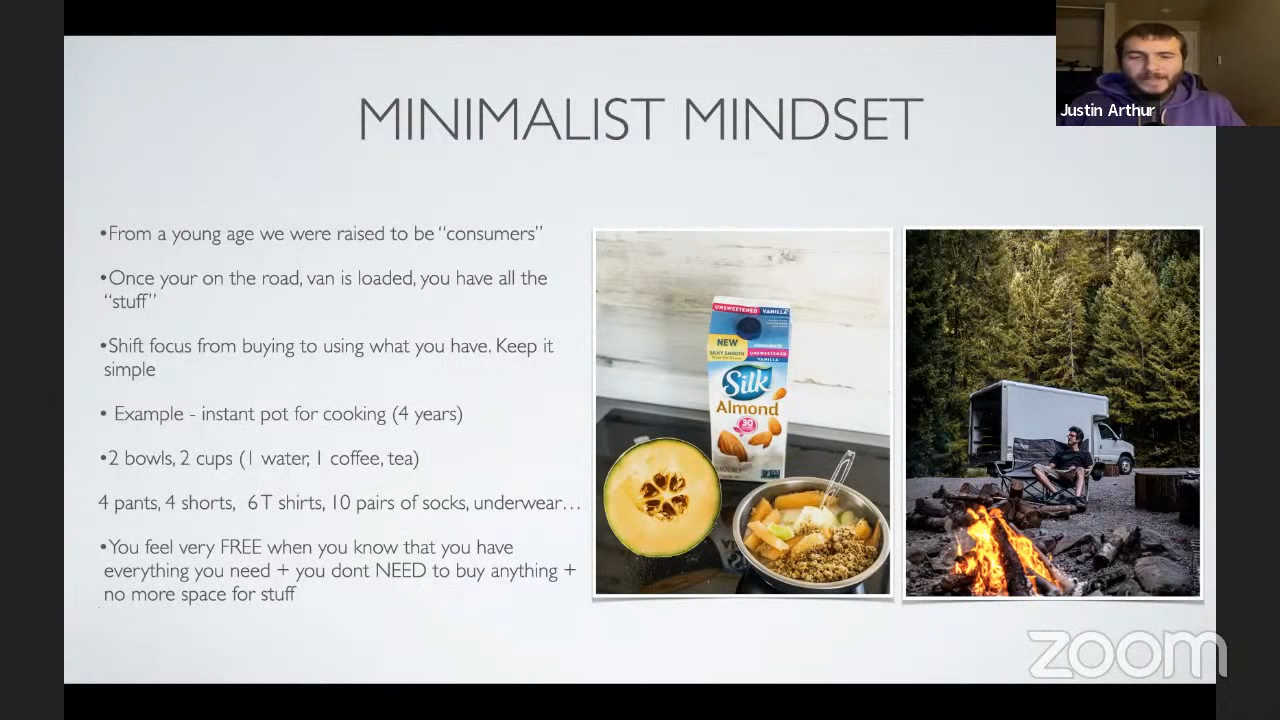 MINIMALIST MINDSET
Justin Arthur
•From a young age we were raised to be “consumers”
•Once your on the road, van is loaded, you have all the
“stuff”
•Shift focus from buying to using what you have. Keep it
simple
• Example - instant pot for cooking (4 years)
•2 bowls, 2 cups (1 water, 1 coffee, tea)
4 pants, 4 shorts, 6 T shirts, 10 pairs of socks, underwear…
•You feel very FREE when you know that you have
everything you need + you dont NEED to buy anything +
no more space for stuff
UNSWEETENED VANILLA
NEW
SILKY SMOOTH
UNSWEETENED
VANILLA
Silk
Almond
30
zoom